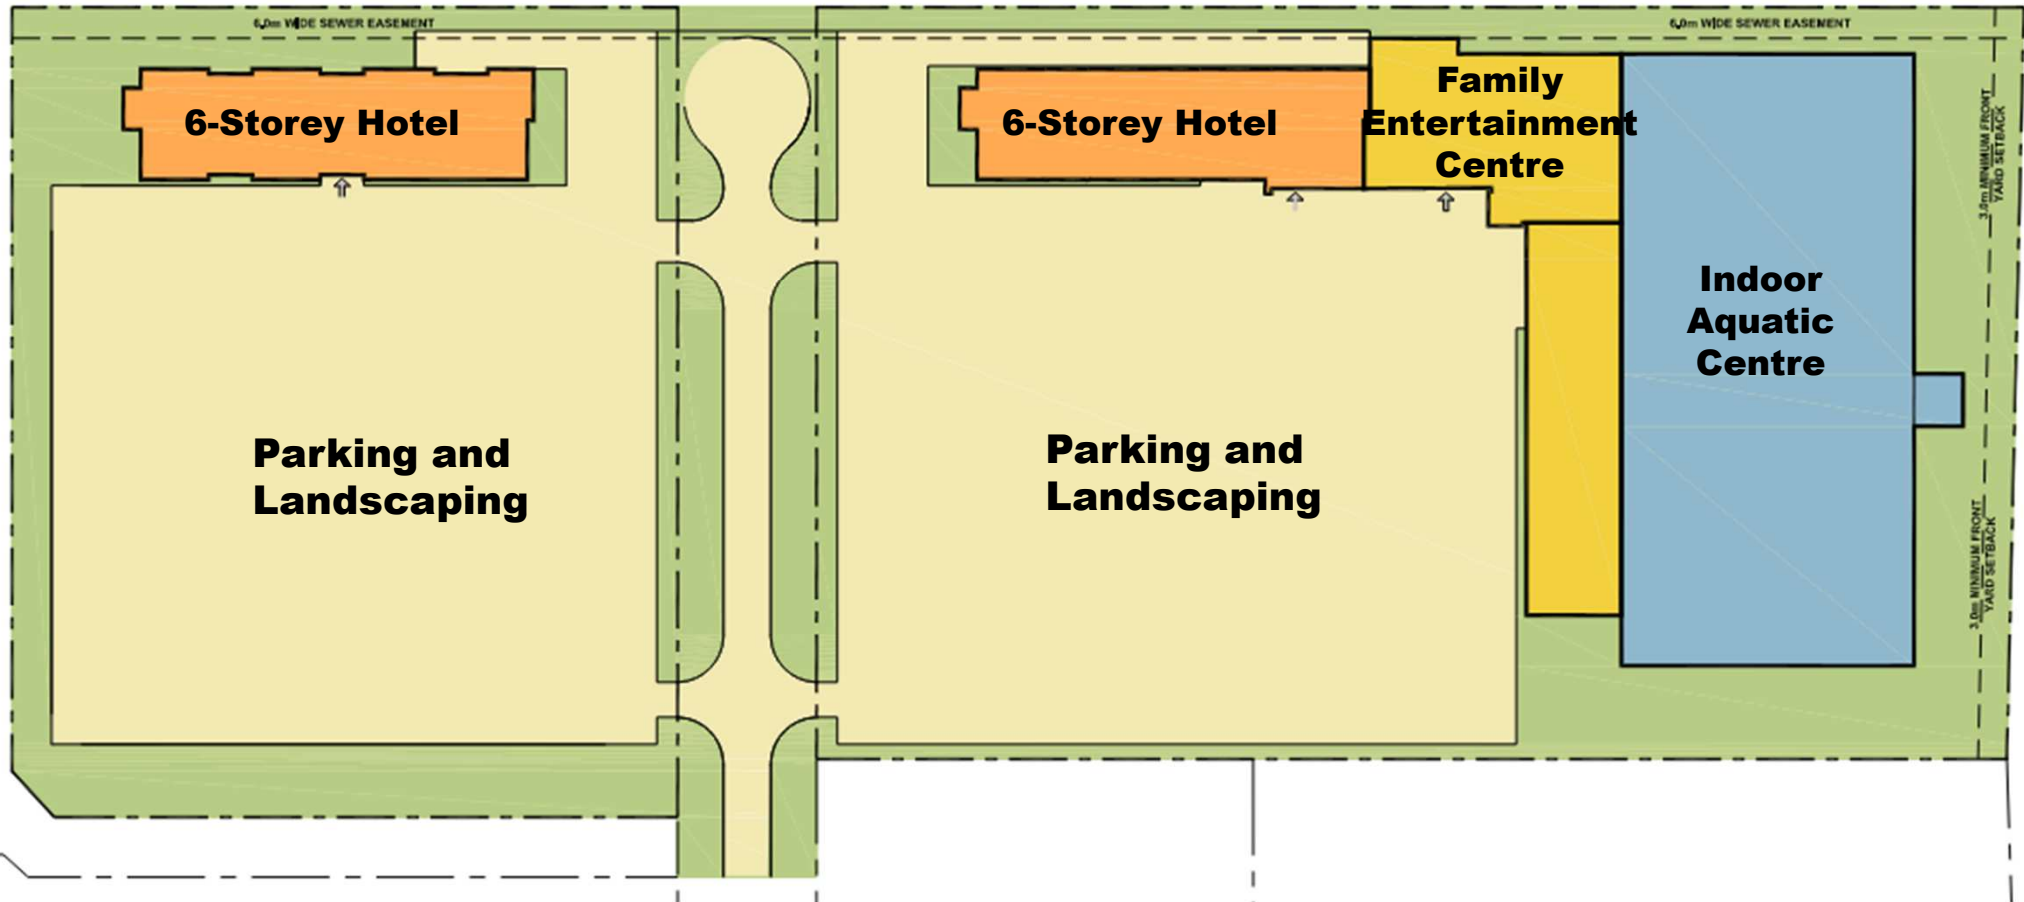 6.0m WIDE SEWER EASEMENT
6.0m WIDE SEWER EASEMENT
6-Storey Hotel
6-Storey Hotel
Family
Entertainment
Centre
3.0m MINIMUM FRONT
YARD SETBACK
Indoor
Aquatic
Centre
Parking and
Landscaping
Parking and
Landscaping
3.0m MINIMUM FRONT
YARD SETBACK